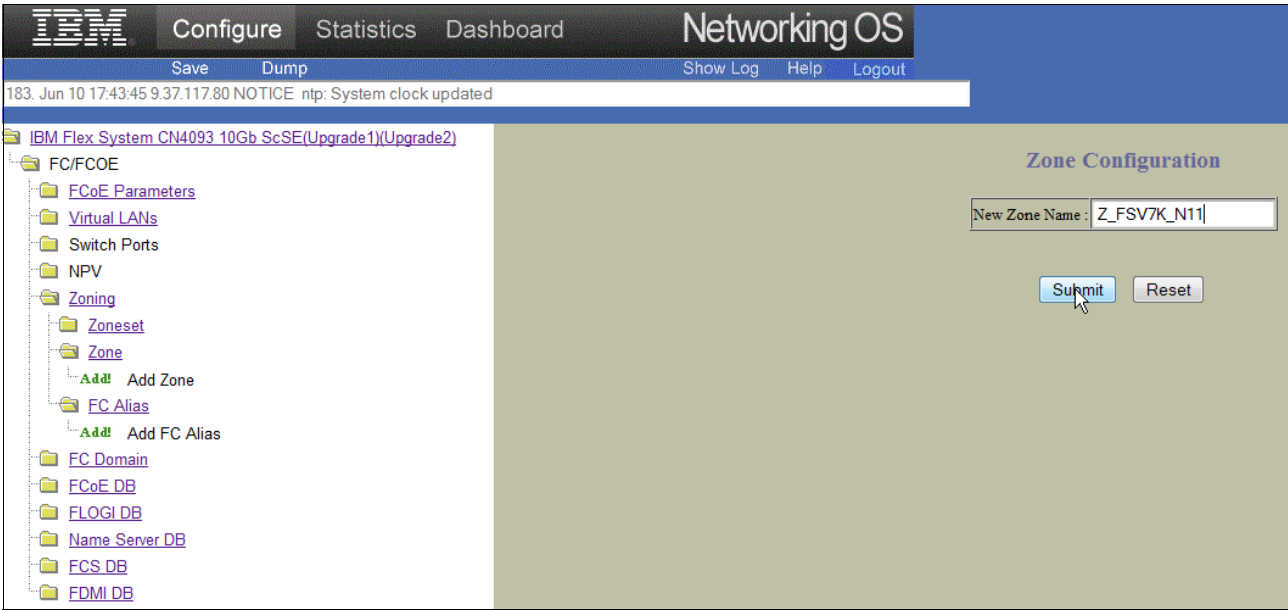 IBM. Configure Statistics Dashboard Networking OS
Save Dump Show Log Help Logout
183. Jun 10 17:43:45 9.37.117.80 NOTICE ntp: System clock updated
IBM Flex System CN4093 10Gb ScSE(Upgrade1)(Upgrade2)
FC/FCOE
FCoE Parameters
Virtual LANs
Switch Ports
NPV
Zoning
Zoneset
Zone
Add! Add Zone
FC Alias
Add! Add FC Alias
FC Domain
FCoE DB
FLOGI DB
Name Server DB
FCS DB
FDMI DB
Zone Configuration
New Zone Name : Z_FSV7K_N11
Submit Reset